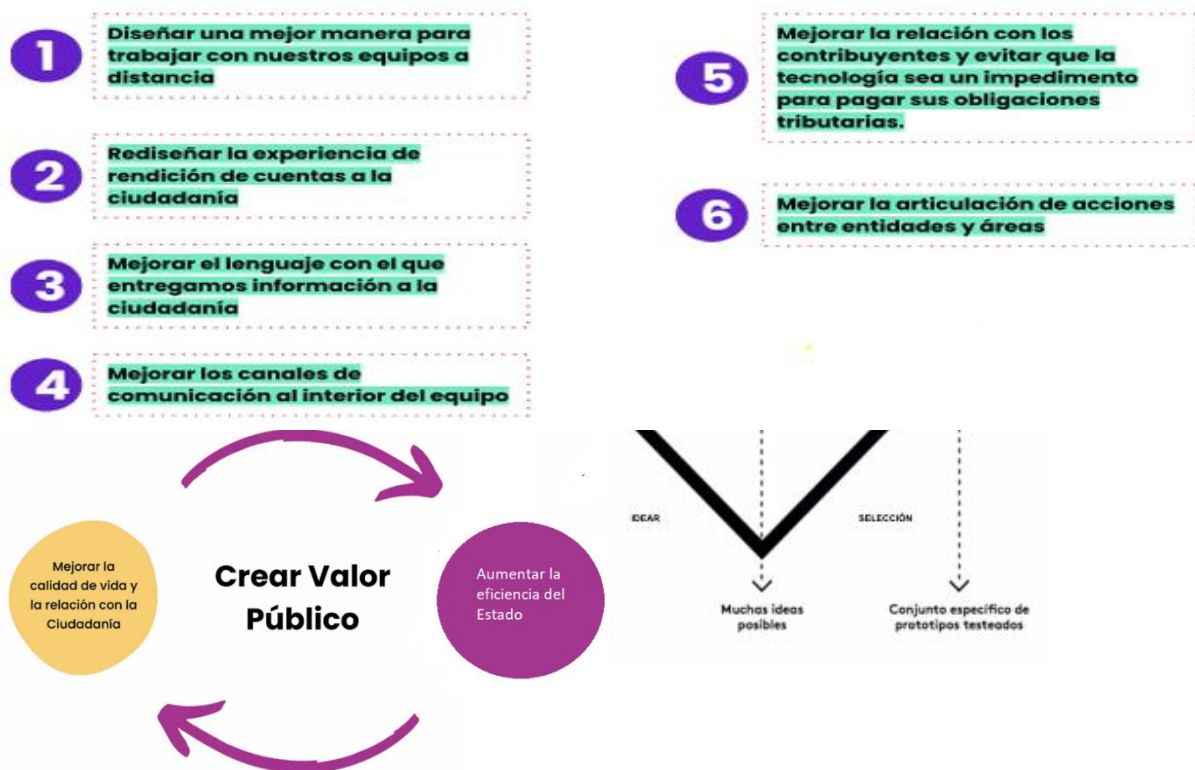 1
Diseñar una mejor manera para
trabajar con nuestros equipos a
distancia
2
Rediseñar la experiencia de
rendición de cuentas a la
ciudadanía
3
Mejorar el lenguaje con el que
entregamos información a la
ciudadanía
4
Mejorar los canales de
comunicación al interior del equipo
5
Mejorar la relación con los
contribuyentes y evitar que la
tecnología sea un impedimento
para pagar sus obligaciones
tributarias.
6
Mejorar la articulación de acciones
entre entidades y áreas
Mejorar la
calidad de vida y
la relación con la
Ciudadanía
Crear Valor
Público
Aumentar la
eficiencia del
Estado
IDEAR
SELECCIÓN
Muchas ideas
posibles
Conjunto específico de
prototipos testeados